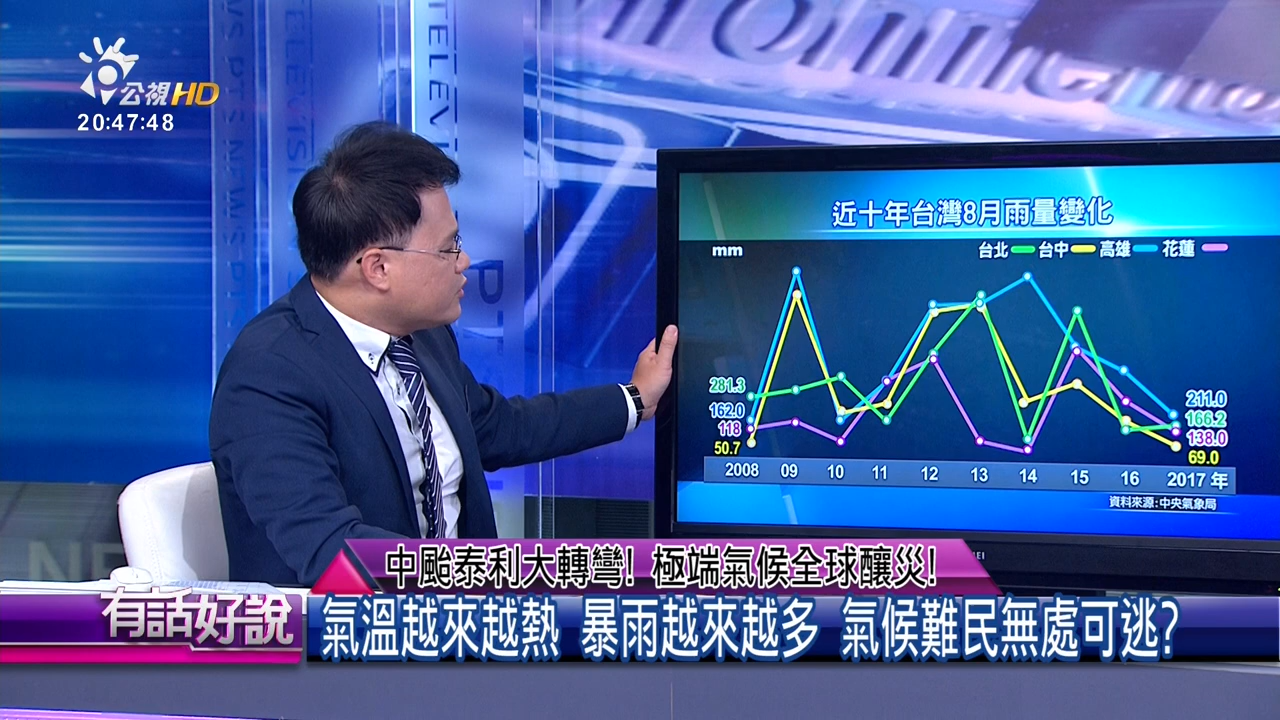 公視HD
20:47:48
近十年台灣8月雨量變化
mm
台北 台中 高雄 花蓮
281.3
162.0
118
50.7
211.0
166.2
138.0
69.0
2008 09 10 11 12 13 14 15 16 2017 年
資料來源:中央氣象局
中颱泰利大轉彎! 極端氣候全球釀災!
有話好說
氣溫越來越熱 暴雨越來越多 氣候難民無處可逃?